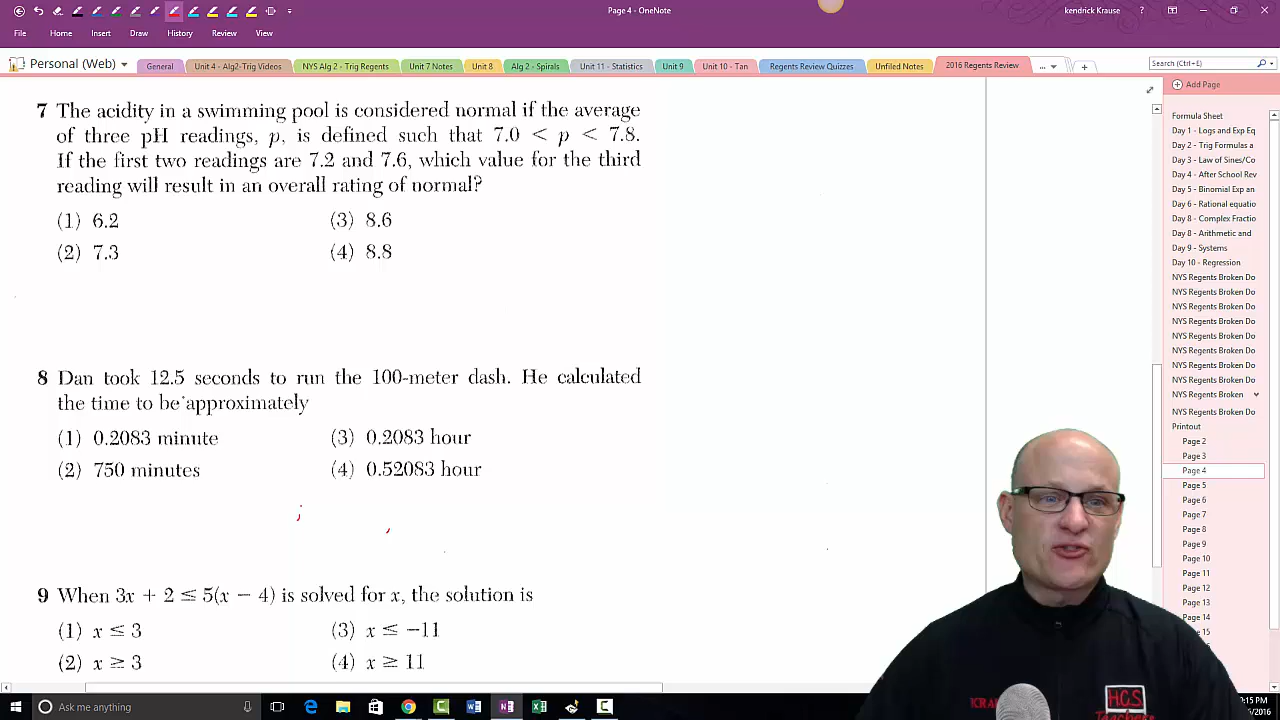 Page 4 - OneNote
kendrick Krause
File Home Insert Draw History Review View
Personal (Web)
General
Unit 4 - Alg2-Trig Videos
NYS Alg 2 - Trig Regents
Unit 7 Notes
Unit 8
Alg 2 - Spirals
Unit 11 - Statistics
Unit 9
Unit 10 - Tan
Regents Review Quizzes
Unfiled Notes
2016 Regents Review
...
Search (Ctrl+E)
7 The acidity in a swimming pool is considered normal if the average
of three pH readings, p, is defined such that 7.0 < p < 7.8.
If the first two readings are 7.2 and 7.6, which value for the third
reading will result in an overall rating of normal?
(1) 6.2 (3) 8.6
(2) 7.3 (4) 8.8
8 Dan took 12.5 seconds to run the 100-meter dash. He calculated
the time to be approximately
(1) 0.2083 minute (3) 0.2083 hour
(2) 750 minutes (4) 0.52083 hour
9 When 3x + 2 ≤ 5(x − 4) is solved for x, the solution is
(1) x ≤ 3 (3) x ≤ −11
(2) x ≥ 3 (4) x ≥ 11
Add Page
Formula Sheet
Day 1 - Logs and Exp Eq
Day 2 - Trig Formulas a
Day 3 - Law of Sines/Co
Day 4 - After School Rev
Day 5 - Binomial Exp an
Day 6 - Rational equatio
Day 8 - Complex Fractio
Day 8 - Arithmetic and
Day 9 - Systems
Day 10 - Regression
NYS Regents Broken Do
NYS Regents Broken Do
NYS Regents Broken Do
NYS Regents Broken Do
NYS Regents Broken Do
NYS Regents Broken Do
NYS Regents Broken Do
NYS Regents Broken Do
NYS Regents Broken
NYS Regents Broken Do
Printout
Page 2
Page 3
Page 4
Page 5
Page 6
Page 7
Page 8
Page 9
Page 10
Page 11
Page 12
Page 13
Page 14
HCS
Teachers
Ask me anything